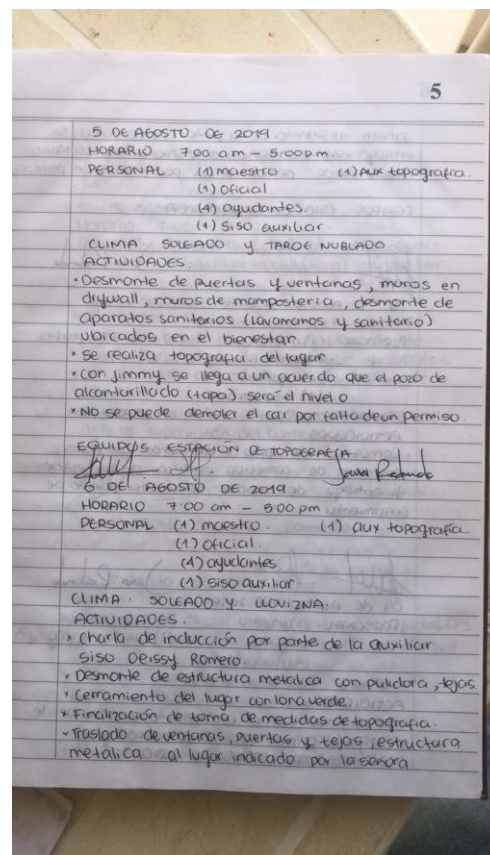 5
5 DE AGOSTO DE 2019.
HORARIO 7:00 am - 5:00 p.m
PERSONAL (1) maestro (1) Aux topografía.
(1) oficial
(4) ayudantes
(1) Siso auxiliar
CLIMA SOLEADO Y TARDE NUBLADO
ACTIVIDADES:
• Desmonte de puertas y ventanas, muros en
drywall, muros de mampostería, desmonte de
aparatos sanitarios (Lavamanos y sanitario)
ubicados en el bienestar
* se realiza topografía del lugar
* con Jimmy se llega a un acuerdo que el pozo de
alcantarillado (tapa) será el nivel 0
* No se puede demoler el car por falta de un permiso.
EQUIPOS ESTACIÓN DE TOPOGRAFÍA
6 DE AGOSTO DE 2019
HORARIO 7:00 am - 5:00 pm
PERSONAL (1) maestro. (1) Aux topografía
(1) oficial.
(4) ayudantes
(1) siso auxiliar.
CLIMA. SOLEADO Y LLOVIZNA.
ACTIVIDADES.
* charla de inducción por parte de la auxiliar
siso Deissy Romero.
* Desmonte de estructura metalica con pulidora, tejas
* cerramiento del lugar con lona verde.
* Finalización de toma de medidas de topografía.
* Traslado de ventanas, puertas y tejas, estructura
metalica al lugar indicado por la señora